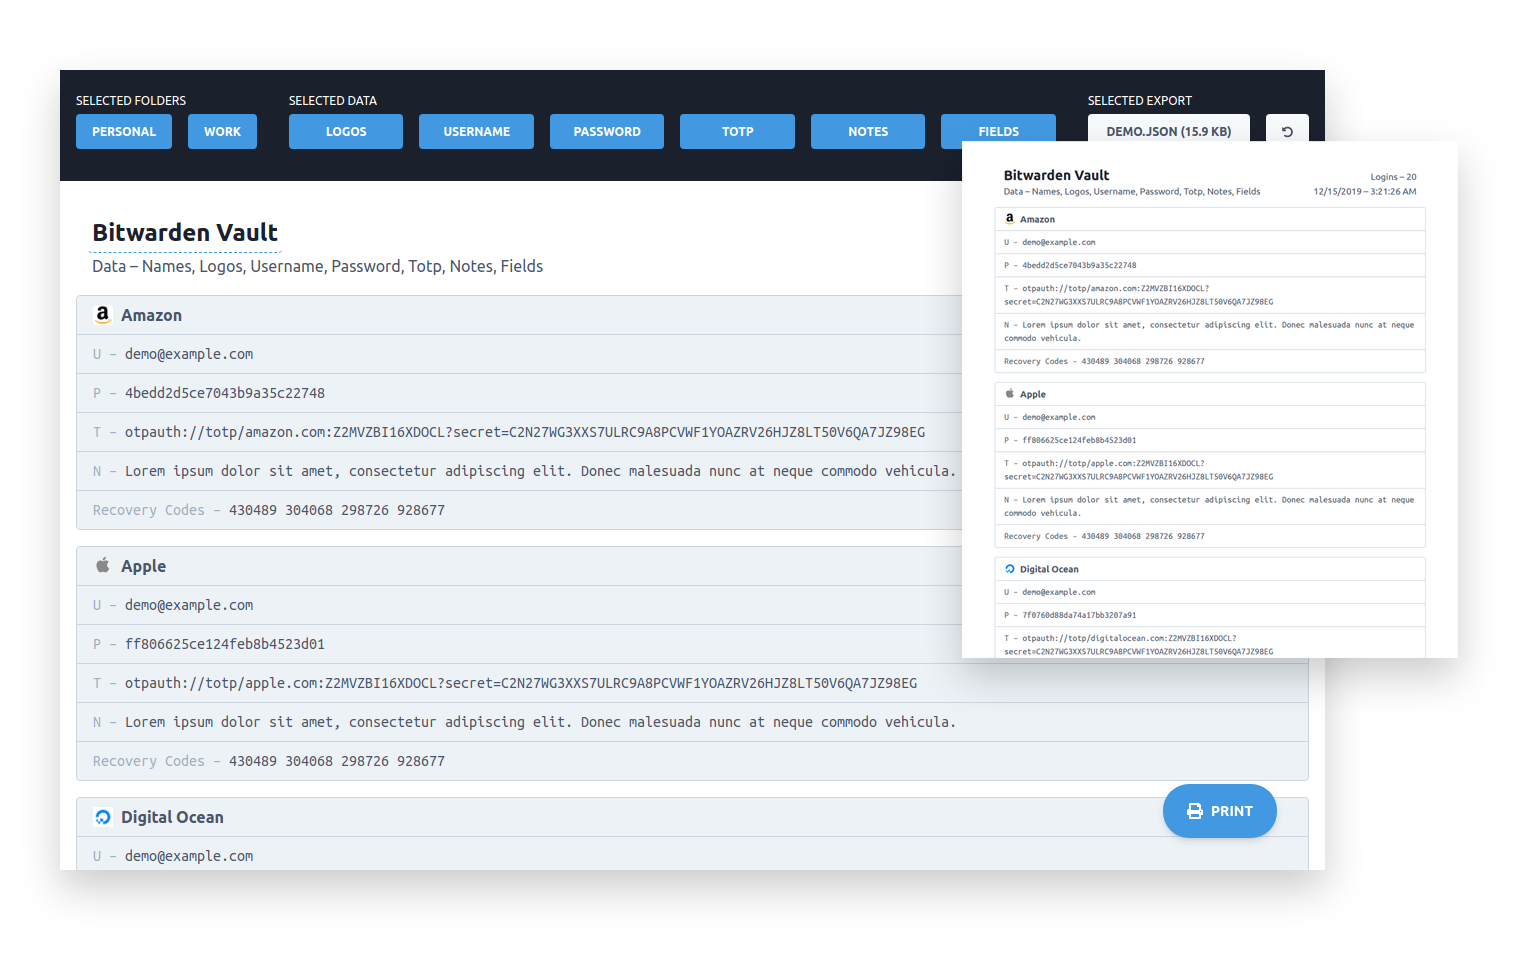 SELECTED FOLDERS
PERSONAL
WORK
SELECTED DATA
LOGOS
USERNAME
PASSWORD
TOTP
NOTES
FIELDS
SELECTED EXPORT
DEMO.JSON (15.9 KB)
Bitwarden Vault
Data – Names, Logos, Username, Password, Totp, Notes, Fields
Amazon
U – demo@example.com
P – 4bedd2d5ce7043b9a35c22748
T – otpauth://totp/amazon.com:Z2MVZBI16XDOCL?secret=C2N27WG3XXS7ULRC9A8PCVWF1YOAZRV26HJZ8LT50V6QA7JZ98EG
N – Lorem ipsum dolor sit amet, consectetur adipiscing elit. Donec malesuada nunc at neque commodo vehicula.
Recovery Codes – 430489 304068 298726 928677
Apple
U – demo@example.com
P – ff806625ce124feb8b4523d01
T – otpauth://totp/apple.com:Z2MVZBI16XDOCL?secret=C2N27WG3XXS7ULRC9A8PCVWF1YOAZRV26HJZ8LT50V6QA7JZ98EG
N – Lorem ipsum dolor sit amet, consectetur adipiscing elit. Donec malesuada nunc at neque commodo vehicula.
Recovery Codes – 430489 304068 298726 928677
Digital Ocean
U – demo@example.com
PRINT
Bitwarden Vault
Logins – 20
Data – Names, Logos, Username, Password, Totp, Notes, Fields
12/15/2019 – 3:21:26 AM
Amazon
U – demo@example.com
P – 4bedd2d5ce7043b9a35c22748
T – otpauth://totp/amazon.com:Z2MVZBI16XDOCL?
secret=C2N27WG3XXS7ULRC9A8PCVWF1YOAZRV26HJZ8LT50V6QA7JZ98EG
N – Lorem ipsum dolor sit amet, consectetur adipiscing elit. Donec malesuada nunc at neque
commodo vehicula.
Recovery Codes – 430489 304068 298726 928677
Apple
U – demo@example.com
P – ff806625ce124feb8b4523d01
T – otpauth://totp/apple.com:Z2MVZBI16XDOCL?
secret=C2N27WG3XXS7ULRC9A8PCVWF1YOAZRV26HJZ8LT50V6QA7JZ98EG
N – Lorem ipsum dolor sit amet, consectetur adipiscing elit. Donec malesuada nunc at neque
commodo vehicula.
Recovery Codes – 430489 304068 298726 928677
Digital Ocean
U – demo@example.com
P – 7f0760d88da74a17bb3207a91
T – otpauth://totp/digitalocean.com:Z2MVZBI16XDOCL?
secret=C2N27WG3XXS7ULRC9A8PCVWF1YOAZRV26HJZ8LT50V6QA7JZ98EG